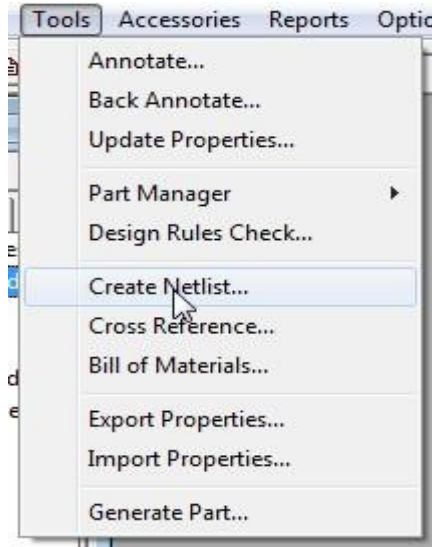 Tools Accessories Reports Optio
Annotate...
Back Annotate...
Update Properties...
Part Manager
Design Rules Check...
Create Netlist...
Cross Reference...
Bill of Materials...
Export Properties...
Import Properties...
Generate Part...